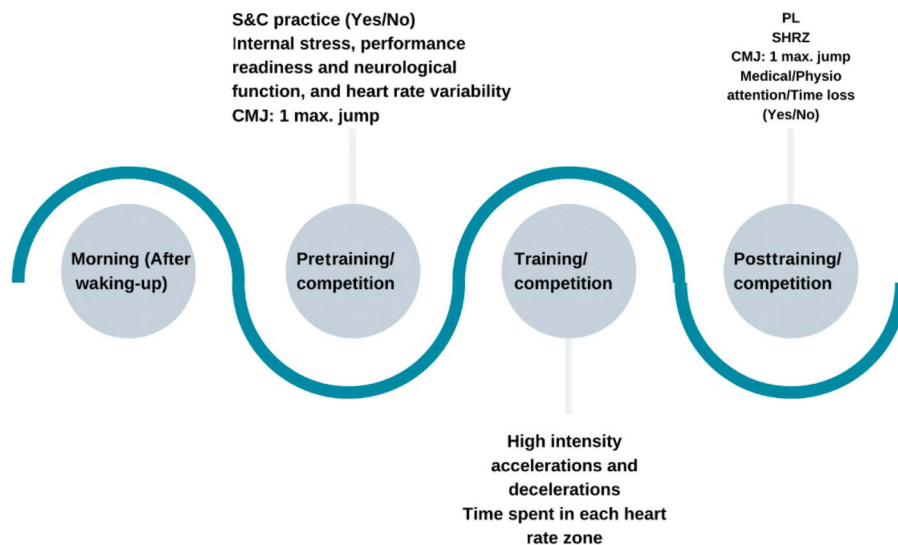 S&C practice (Yes/No)
Internal stress, performance
readiness and neurological
function, and heart rate variability
CMJ: 1 max. jump
PL
SHRZ
CMJ: 1 max. jump
Medical/Physio
attention/Time loss
(Yes/No)
Morning (After
waking-up)
Pretraining/
competition
Training/
competition
Posttraining/
competition
High intensity
accelerations and
decelerations
Time spent in each heart
rate zone